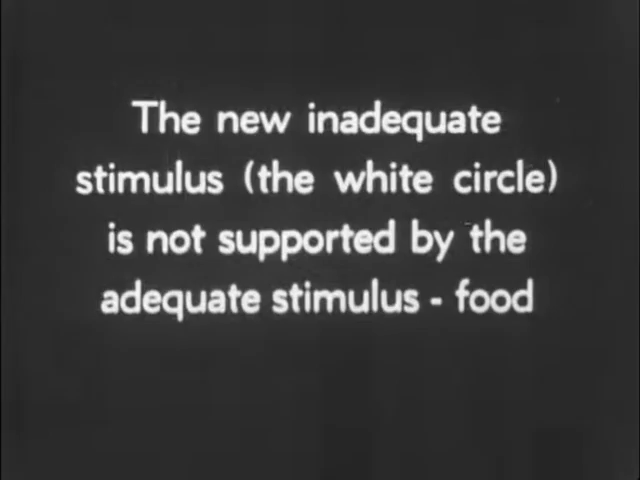 The new inadequate
stimulus (the white circle)
is not supported by the
adequate stimulus - food